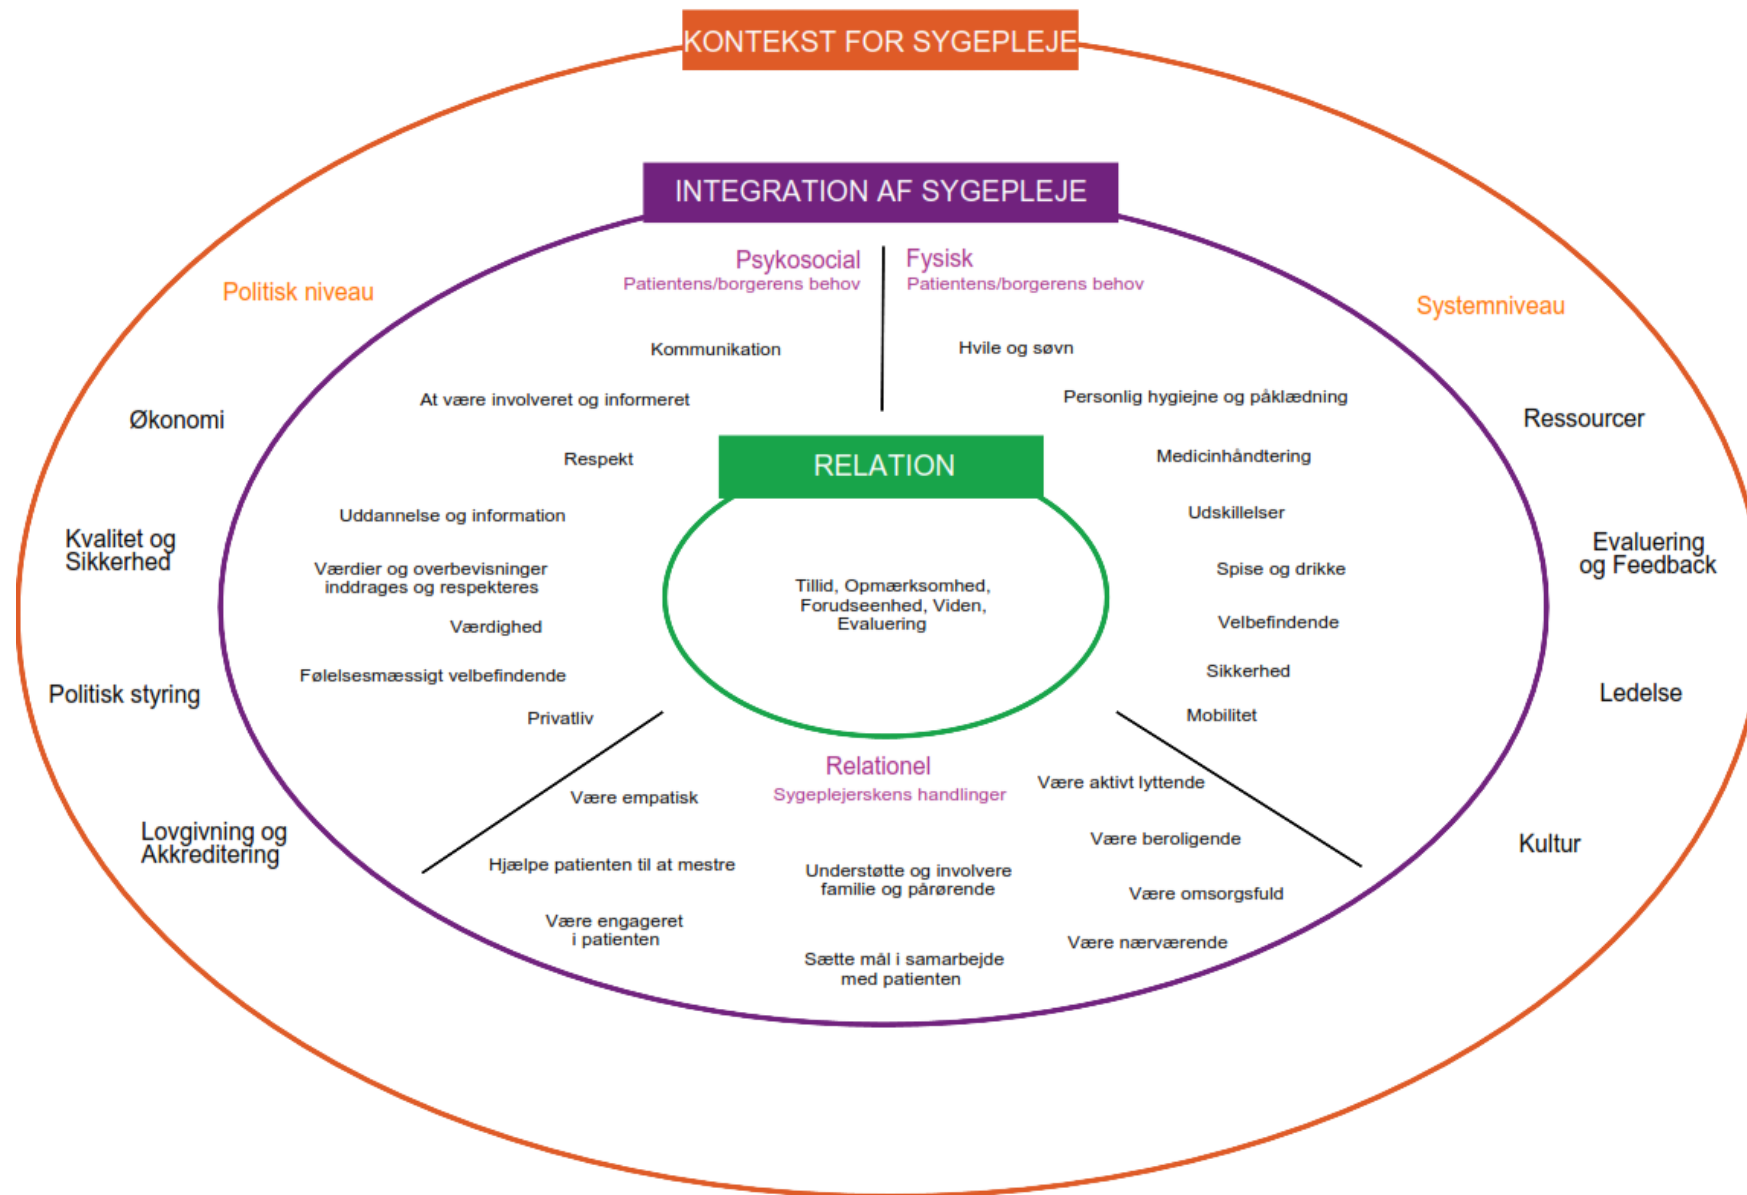 KONTEKST FOR SYGEPLEJE
INTEGRATION AF SYGEPLEJE
Psykosocial
Patientens/borgerens behov
Fysisk
Patientens/borgerens behov
Politisk niveau
Økonomi
Kvalitet og
Sikkerhed
Politisk styring
Lovgivning og
Akkreditering
Kommunikation
At være involveret og informeret
Respekt
Uddannelse og information
Værdier og overbevisninger
inddrages og respekteres
Værdighed
Følelsesmæssigt velbefindende
Privatliv
RELATION
Tillid, Opmærksomhed,
Forudseenhed, Viden,
Evaluering
Hvile og søvn
Personlig hygiejne og påklædning
Medicinhåndtering
Udskillelser
Spise og drikke
Velbefindende
Sikkerhed
Mobilitet
Systemniveau
Ressourcer
Evaluering
og Feedback
Ledelse
Kultur
Relationel
Sygeplejerskens handlinger
Være empatisk
Hjælpe patienten til at mestre
Være engageret
i patienten
Understøtte og involvere
familie og pårørende
Sætte mål i samarbejde
med patienten
Være aktivt lyttende
Være beroligende
Være omsorgsfuld
Være nærværende